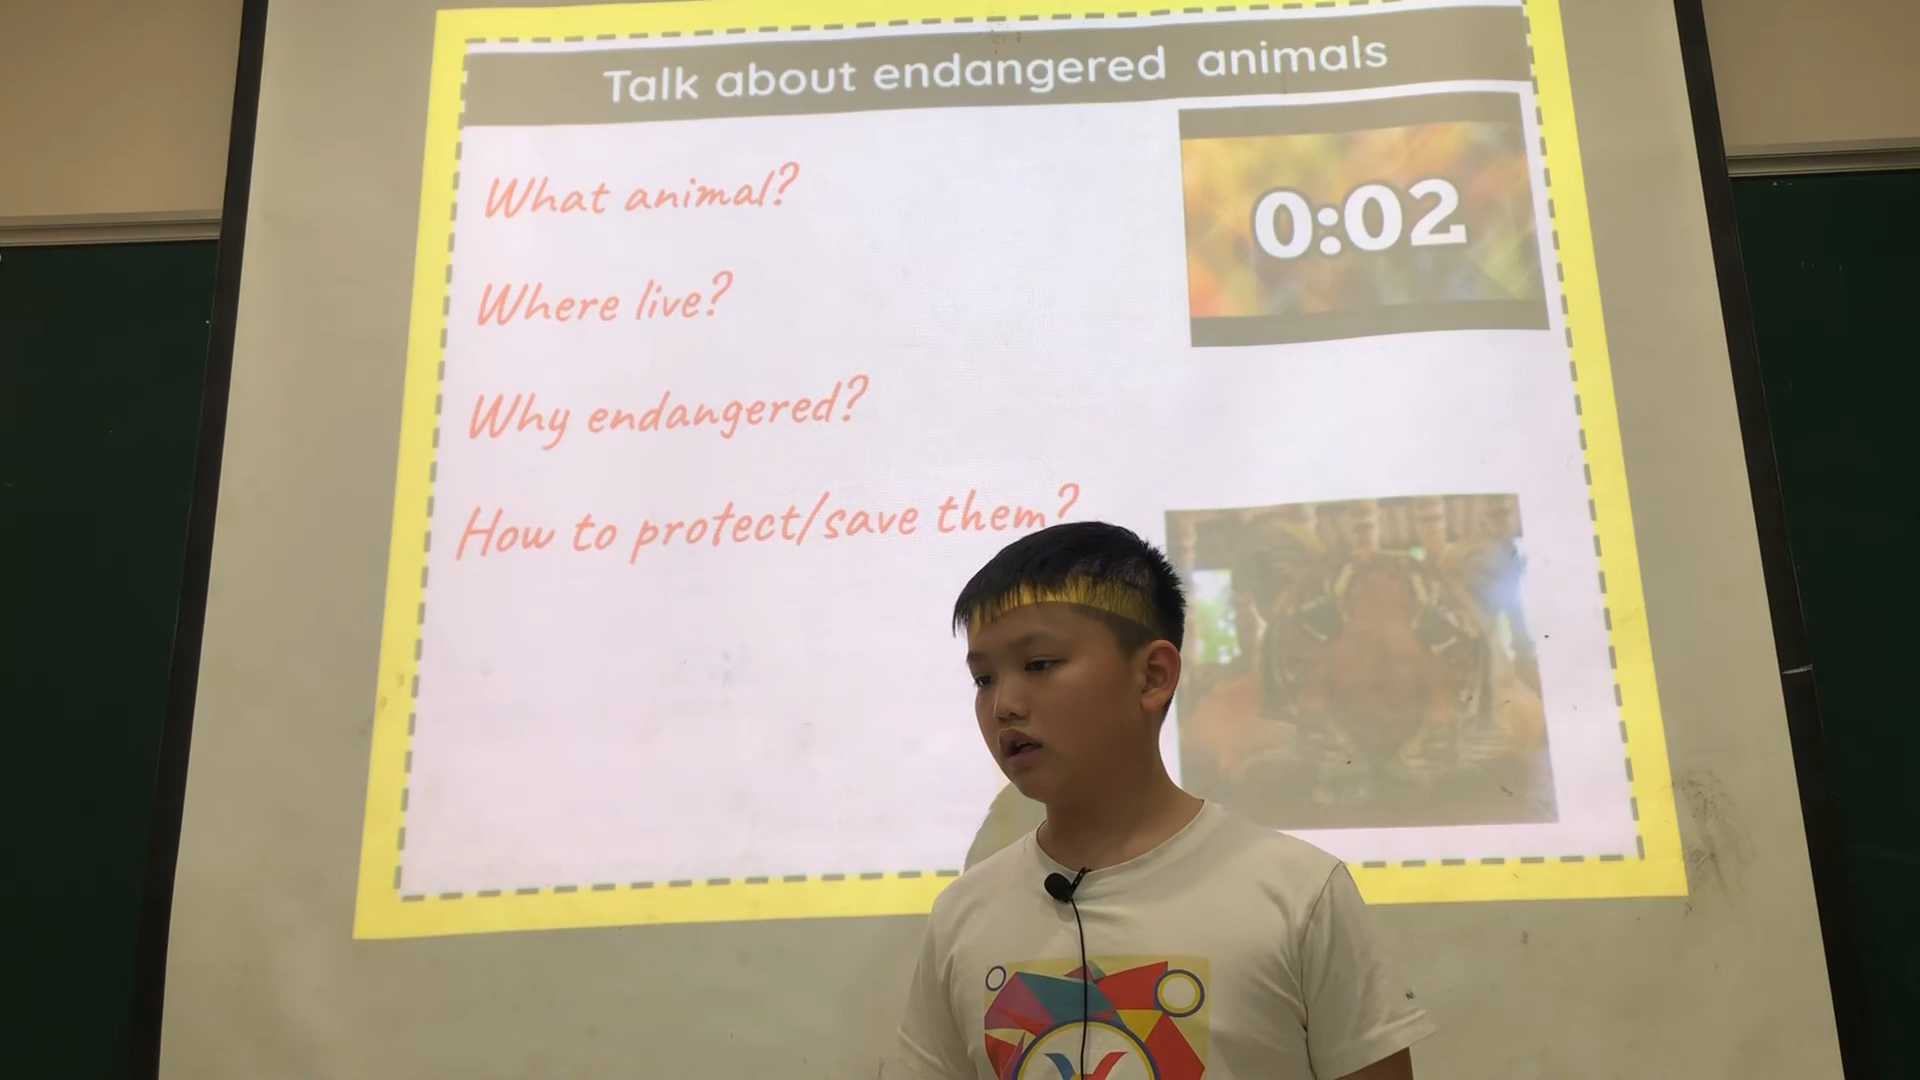 Talk about endangered animals
0:02
What animal?
Where live?
Why endangered?
How to protect/save them?